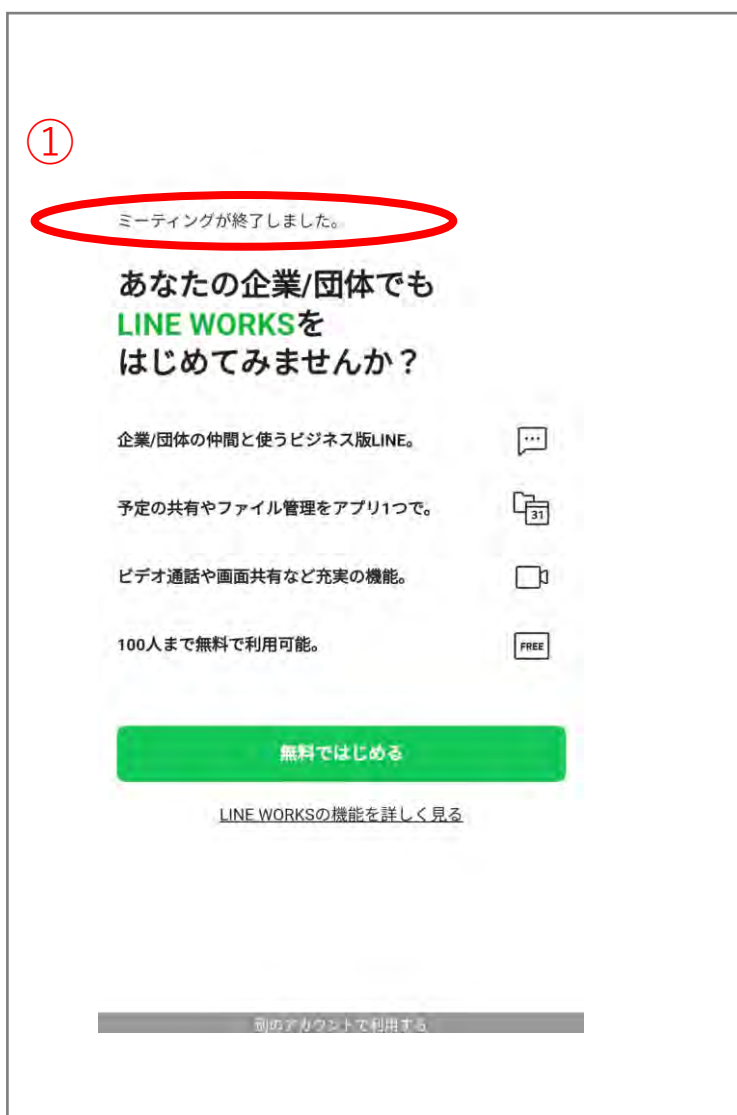 ①
ミーティングが終了しました。
あなたの企業/団体でも
LINE WORKSを
はじめてみませんか？
企業/団体の仲間と使うビジネス版LINE。
予定の共有やファイル管理をアプリ1つで。
31
ビデオ通話や画面共有など充実の機能。
100人まで無料で利用可能。
FREE
無料ではじめる
LINE WORKSの機能を詳しく見る
別のアカウントで利用する